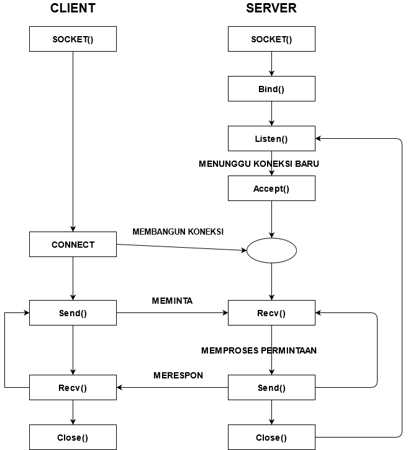 CLIENT
SERVER
SOCKET()
SOCKET()
Bind()
Listen()
MENUNGGU KONEKSI BARU
Accept()
MEMBANGUN KONEKSI
CONNECT
MEMINTA
Send()
Recv()
MEMPROSES PERMINTAAN
MERESPON
Recv()
Send()
Close()
Close()